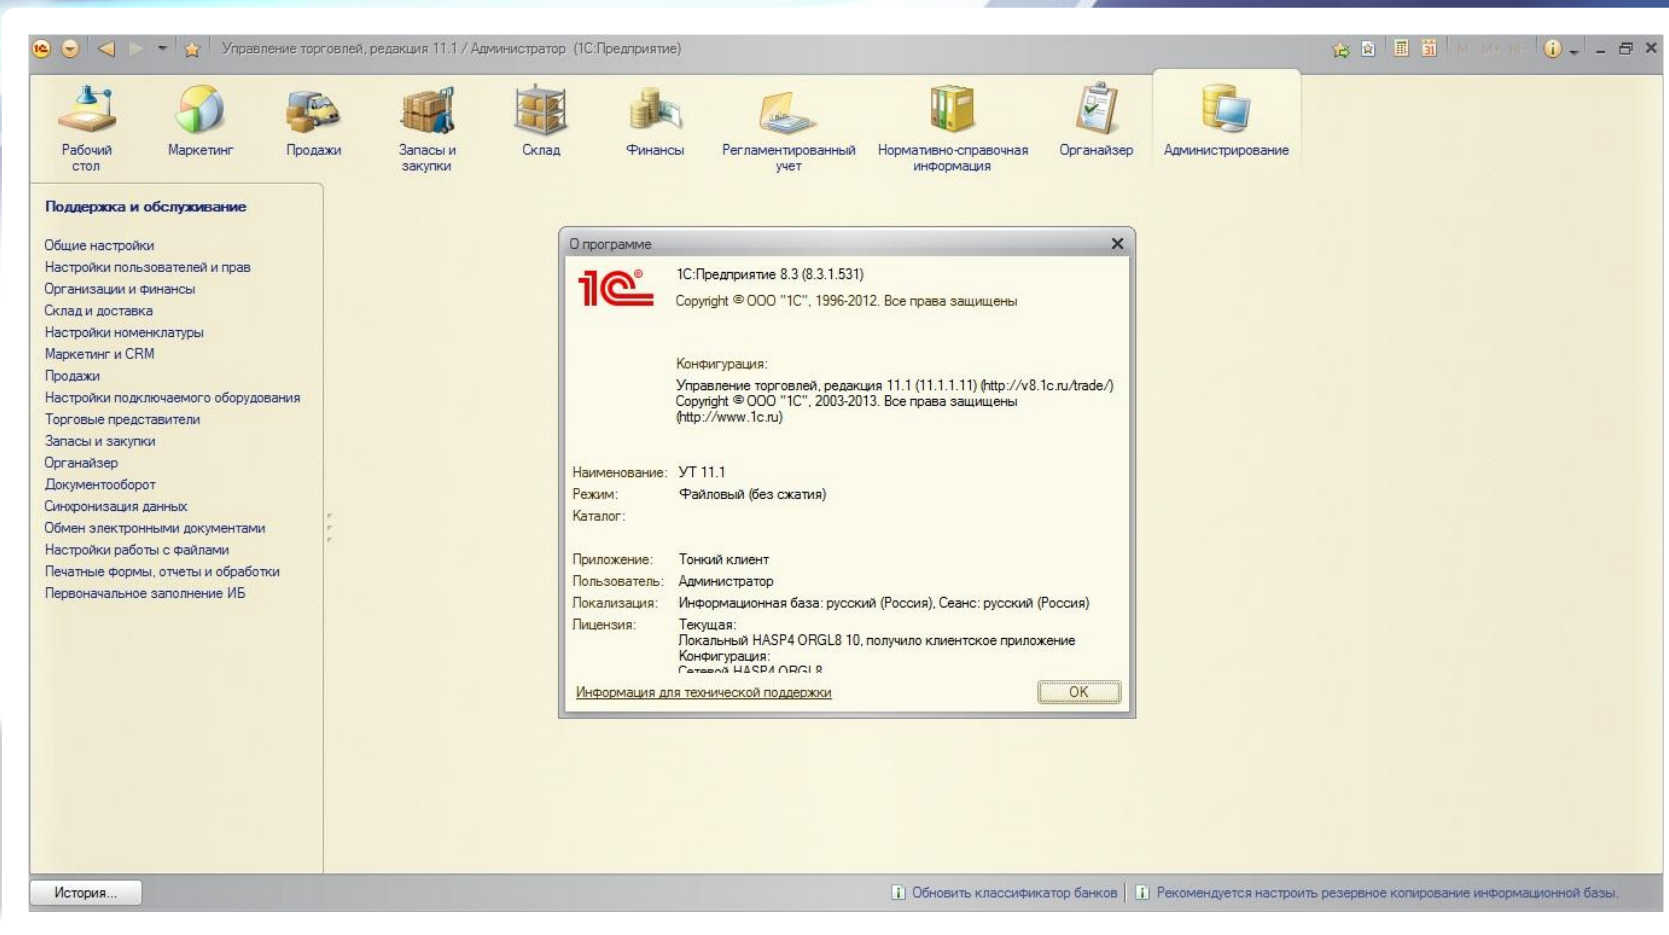 Управление торговлей, редакция 11.1 / Администратор (1С:Предприятие)
31
M M+ M-
Рабочий стол
Маркетинг
Продажи
Запасы и закупки
Склад
Финансы
Регламентированный учет
Нормативно-справочная информация
Органайзер
Администрирование
Поддержка и обслуживание
Общие настройки
Настройки пользователей и прав
Организации и финансы
Склад и доставка
Настройки номенклатуры
Маркетинг и CRM
Продажи
Настройки подключаемого оборудования
Торговые представители
Запасы и закупки
Органайзер
Документооборот
Синхронизация данных
Обмен электронными документами
Настройки работы с файлами
Печатные формы, отчеты и обработки
Первоначальное заполнение ИБ
О программе
1С®
1С:Предприятие 8.3 (8.3.1.531)
Copyright © ООО "1С", 1996-2012. Все права защищены
Конфигурация:
Управление торговлей, редакция 11.1 (11.1.1.11) (http://v8.1c.ru/trade/)
Copyright © ООО "1С", 2003-2013. Все права защищены
(http://www.1c.ru)
Наименование: УТ 11.1
Режим: Файловый (без сжатия)
Каталог:
Приложение: Тонкий клиент
Пользователь: Администратор
Локализация: Информационная база: русский (Россия), Сеанс: русский (Россия)
Лицензия: Текущая:
Локальный HASP4 ORGL8 10, получило клиентское приложение
Конфигурация:
Сетевой HASP4 ORGL8
Информация для технической поддержки
OK
История...
Обновить классификатор банков
Рекомендуется настроить резервное копирование информационной базы.